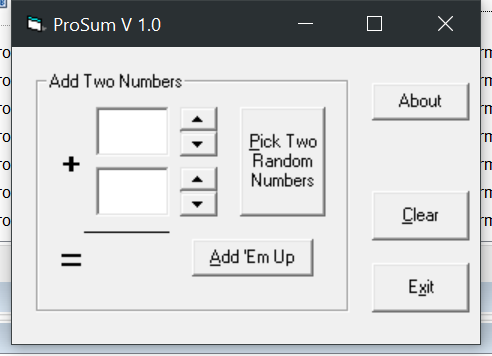 ProSum V 1.0
Add Two Numbers
About
+
Pick Two
Random
Numbers
Clear
=
Add 'Em Up
Exit